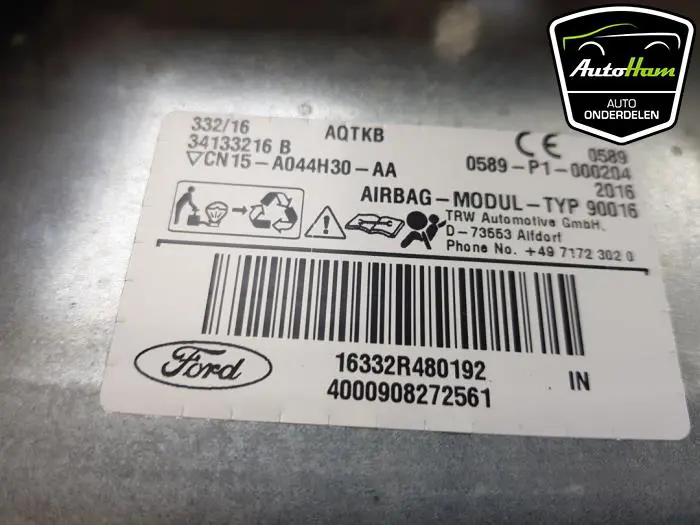 AutoHam
AUTO
ONDERDELEN
332/16 AQTKB
34133216 B
CN15-A044H30-AA
CE 0589
0589-P1-000204
2016
AIRBAG-MODUL-TYP 90016
TRW Automotive GmbH.
D-73553 Alfdorf
Phone No. +49 7172 302 0
Ford
16332R480192 IN
4000908272561